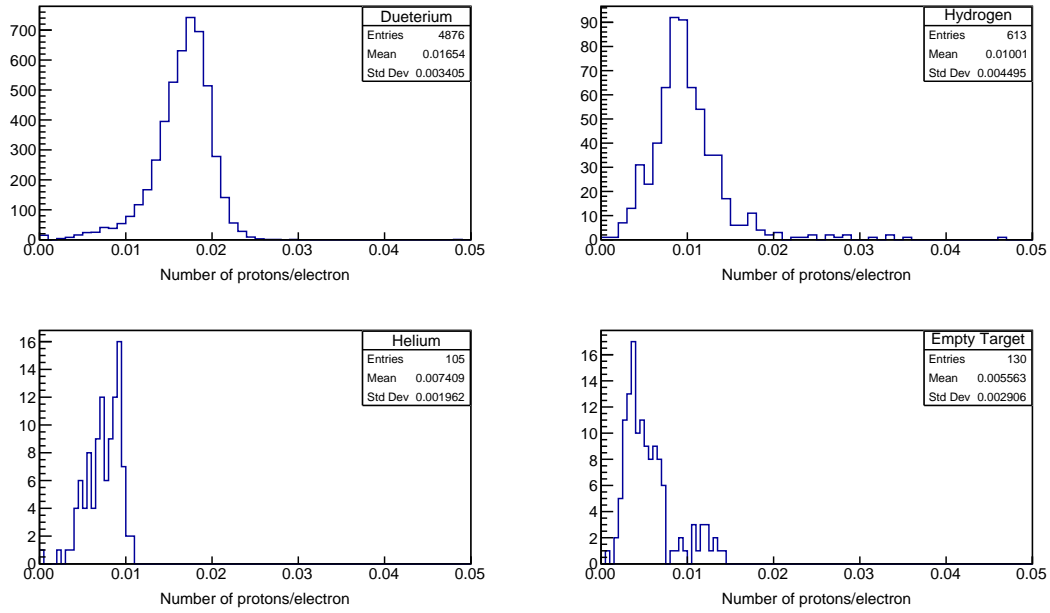 Dueterium
Entries 4876
Mean 0.01654
Std Dev 0.003405
700
600
500
400
300
200
100
0
0.00 0.01 0.02 0.03 0.04 0.05
Number of protons/electron
Hydrogen
Entries 613
Mean 0.01001
Std Dev 0.004495
90
80
70
60
50
40
30
20
10
0
0.00 0.01 0.02 0.03 0.04 0.05
Number of protons/electron
Helium
Entries 105
Mean 0.007409
Std Dev 0.001962
16
14
12
10
8
6
4
2
0
0.00 0.01 0.02 0.03 0.04 0.05
Number of protons/electron
Empty Target
Entries 130
Mean 0.005563
Std Dev 0.002906
16
14
12
10
8
6
4
2
0
0.00 0.01 0.02 0.03 0.04 0.05
Number of protons/electron